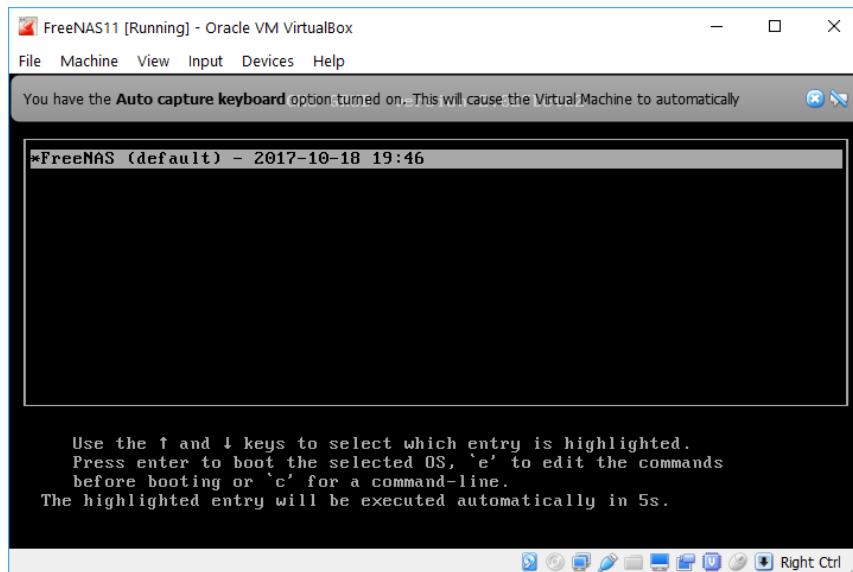 FreeNAS11 [Running] - Oracle VM VirtualBox
File Machine View Input Devices Help
You have the Auto capture keyboard option turned on. This will cause the Virtual Machine to automatically
*FreeNAS (default) - 2017-10-18 19:46
Use the ↑ and ↓ keys to select which entry is highlighted.
Press enter to boot the selected OS, `e' to edit the commands
before booting or `c' for a command-line.
The highlighted entry will be executed automatically in 5s.
Right Ctrl